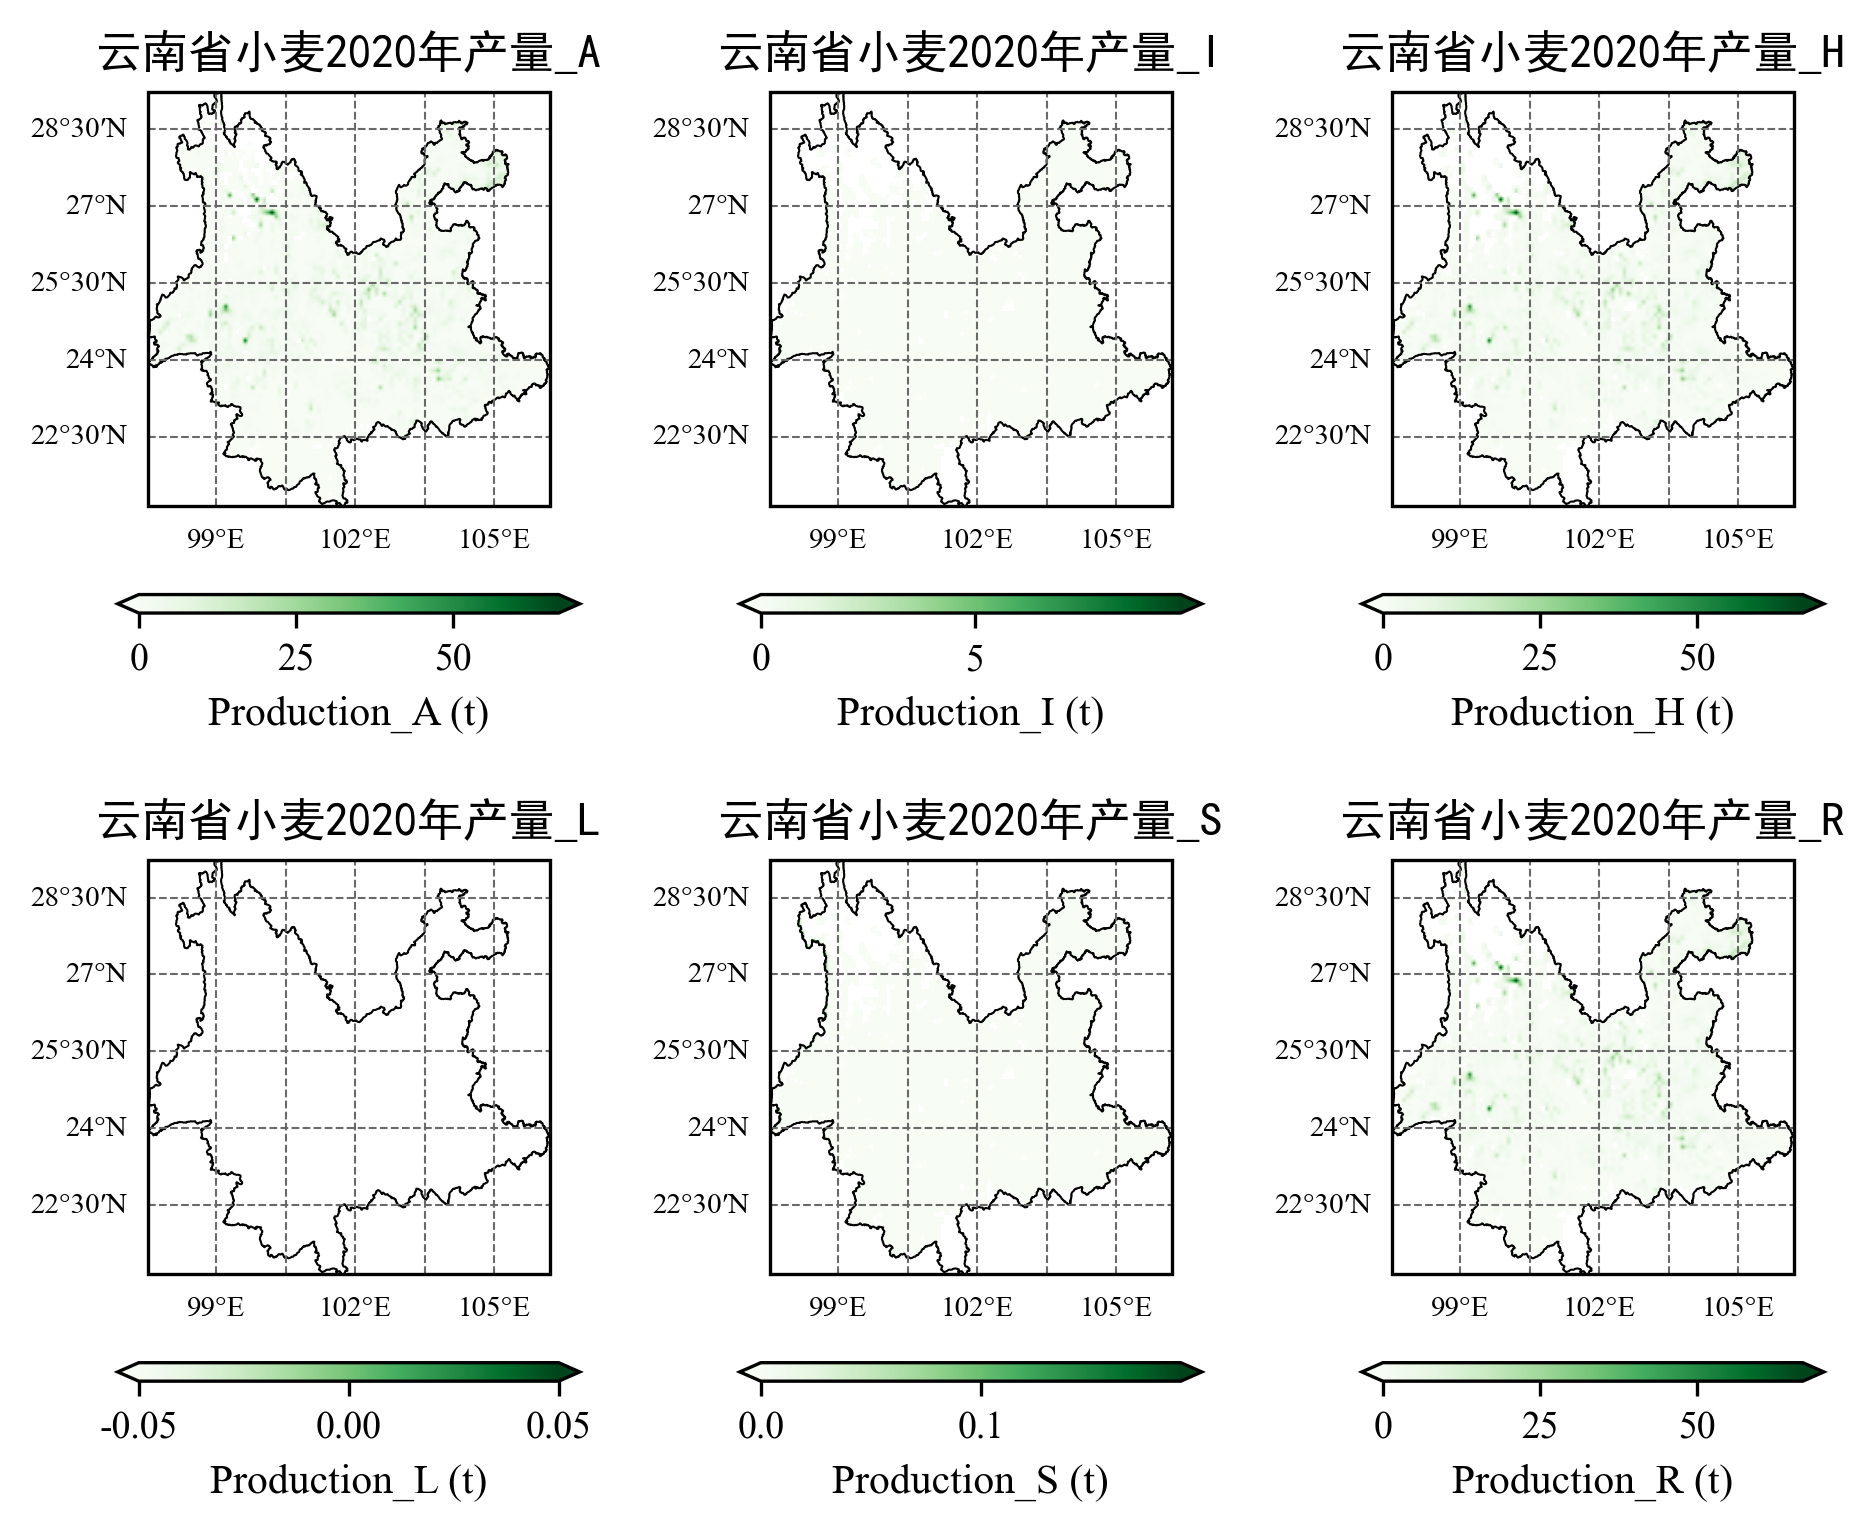 云南省小麦2020年产量_A
28°30′N
27°N
25°30′N
24°N
22°30′N
99°E 102°E 105°E
0 25 50
Production_A (t)
云南省小麦2020年产量_I
28°30′N
27°N
25°30′N
24°N
22°30′N
99°E 102°E 105°E
0 5
Production_I (t)
云南省小麦2020年产量_H
28°30′N
27°N
25°30′N
24°N
22°30′N
99°E 102°E 105°E
0 25 50
Production_H (t)
云南省小麦2020年产量_L
28°30′N
27°N
25°30′N
24°N
22°30′N
99°E 102°E 105°E
-0.05 0.00 0.05
Production_L (t)
云南省小麦2020年产量_S
28°30′N
27°N
25°30′N
24°N
22°30′N
99°E 102°E 105°E
0.0 0.1
Production_S (t)
云南省小麦2020年产量_R
28°30′N
27°N
25°30′N
24°N
22°30′N
99°E 102°E 105°E
0 25 50
Production_R (t)